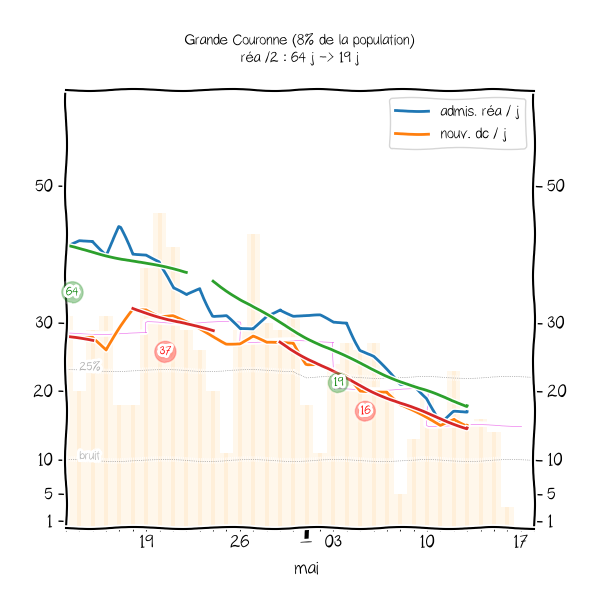 Grande Couronne (8% de la population)
réa /2 : 64 j -> 19 j
admis. réa / j
nouv. dc / j
50 50
64
30 30
37
25%
19
20 20
16
bruit
10 10
5 5
1 1
19 26 1 03 10 17
mai